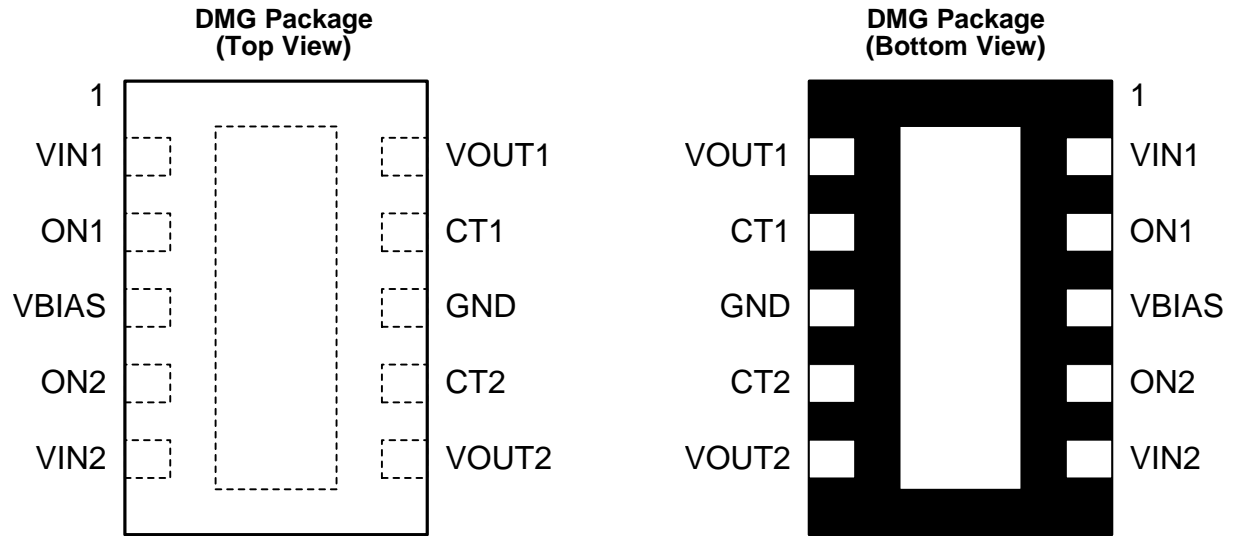 DMG Package
(Top View)
1
VIN1
VOUT1
ON1
CT1
VBIAS
GND
ON2
CT2
VIN2
VOUT2
DMG Package
(Bottom View)
1
VOUT1
VIN1
CT1
ON1
GND
VBIAS
CT2
ON2
VOUT2
VIN2